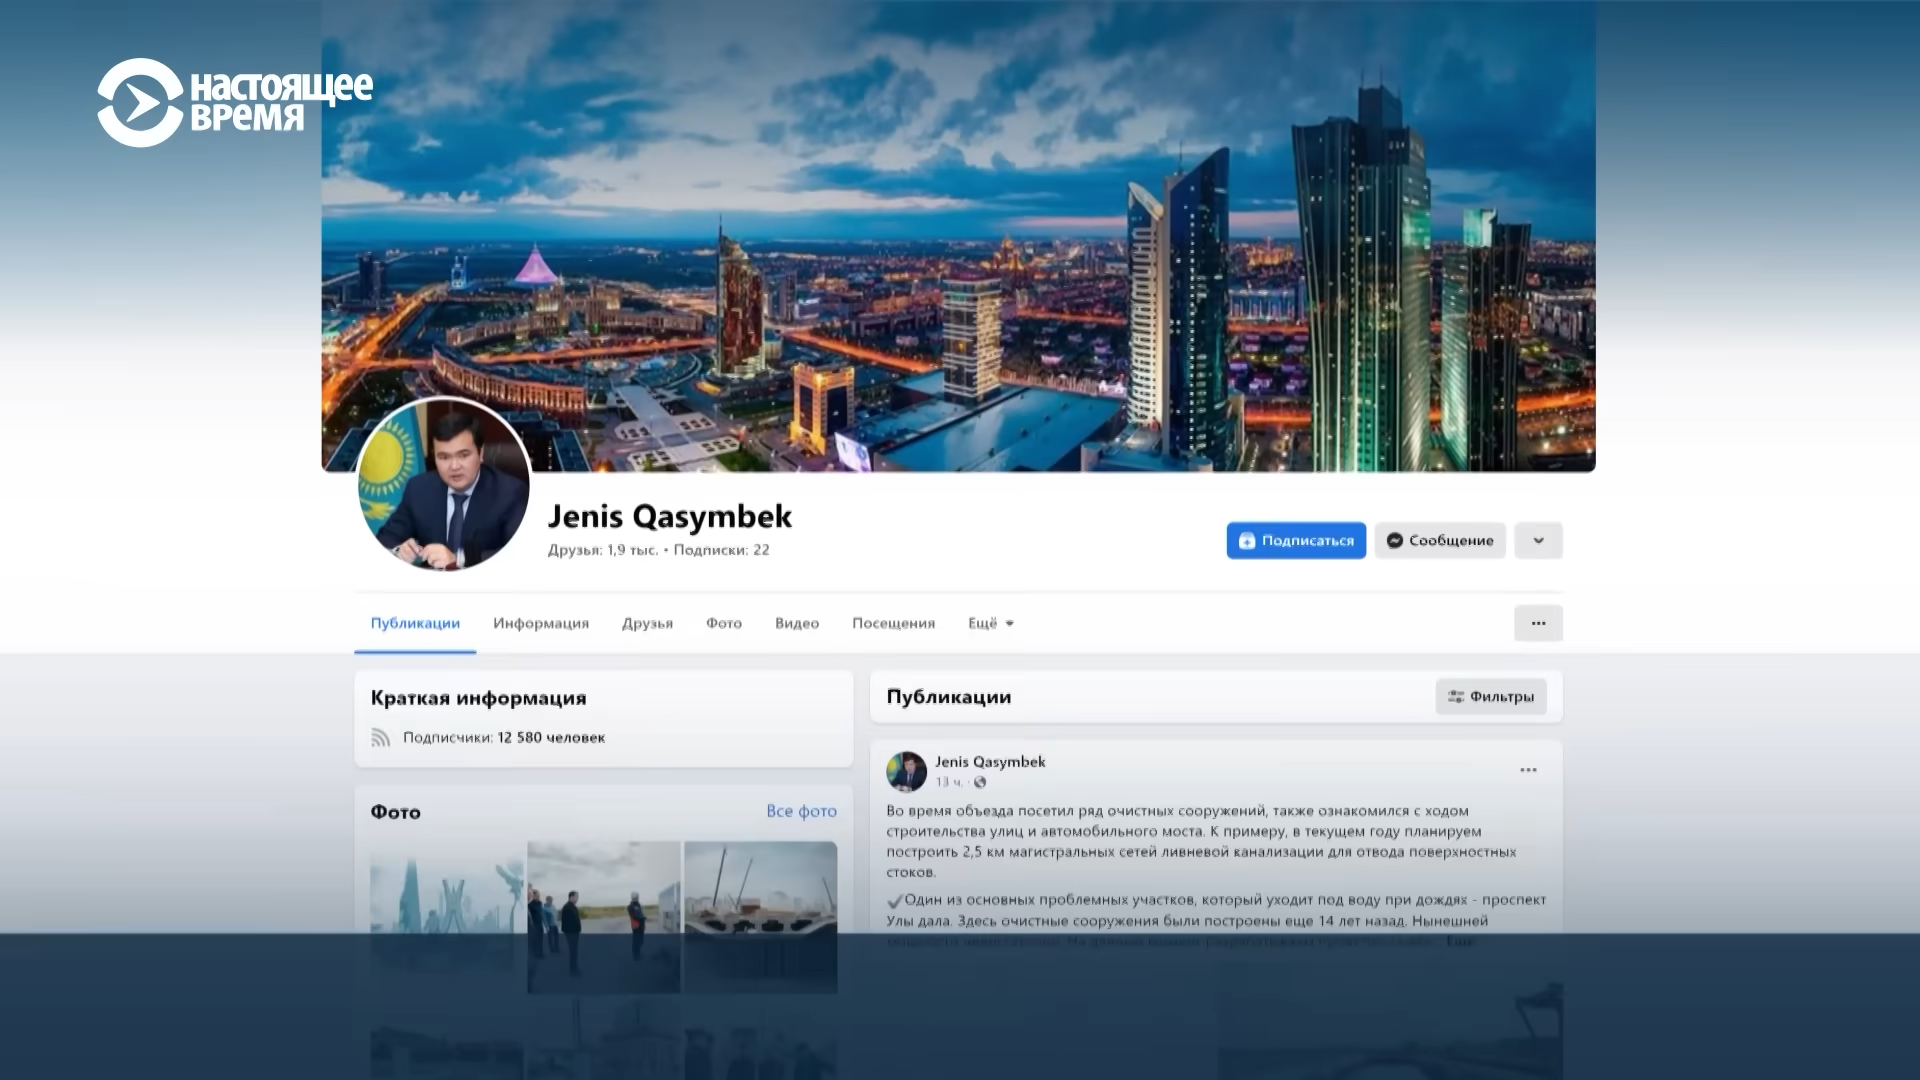 НАСТОЯЩЕЕ
ВРЕМЯ
Jenis Qasymbek
Друзья: 1,9 тыс. • Подписки: 22
Подписаться
Сообщение
Публикации
Информация
Друзья
Фото
Видео
Посещения
Ещё
Краткая информация
Подписчики: 12 580 человек
Фото
Все фото
Публикации
Фильтры
Jenis Qasymbek
13 ч. ·
Во время объезда посетил ряд очистных сооружений, также ознакомился с ходом
строительства улиц и автомобильного моста. К примеру, в текущем году планируем
построить 2,5 км магистральных сетей ливневой канализации для отвода поверхностных
стоков.
✔Один из основных проблемных участков, который уходит под воду при дождях - проспект
Улы дала. Здесь очистные сооружения были построены еще 14 лет назад. Нынешней